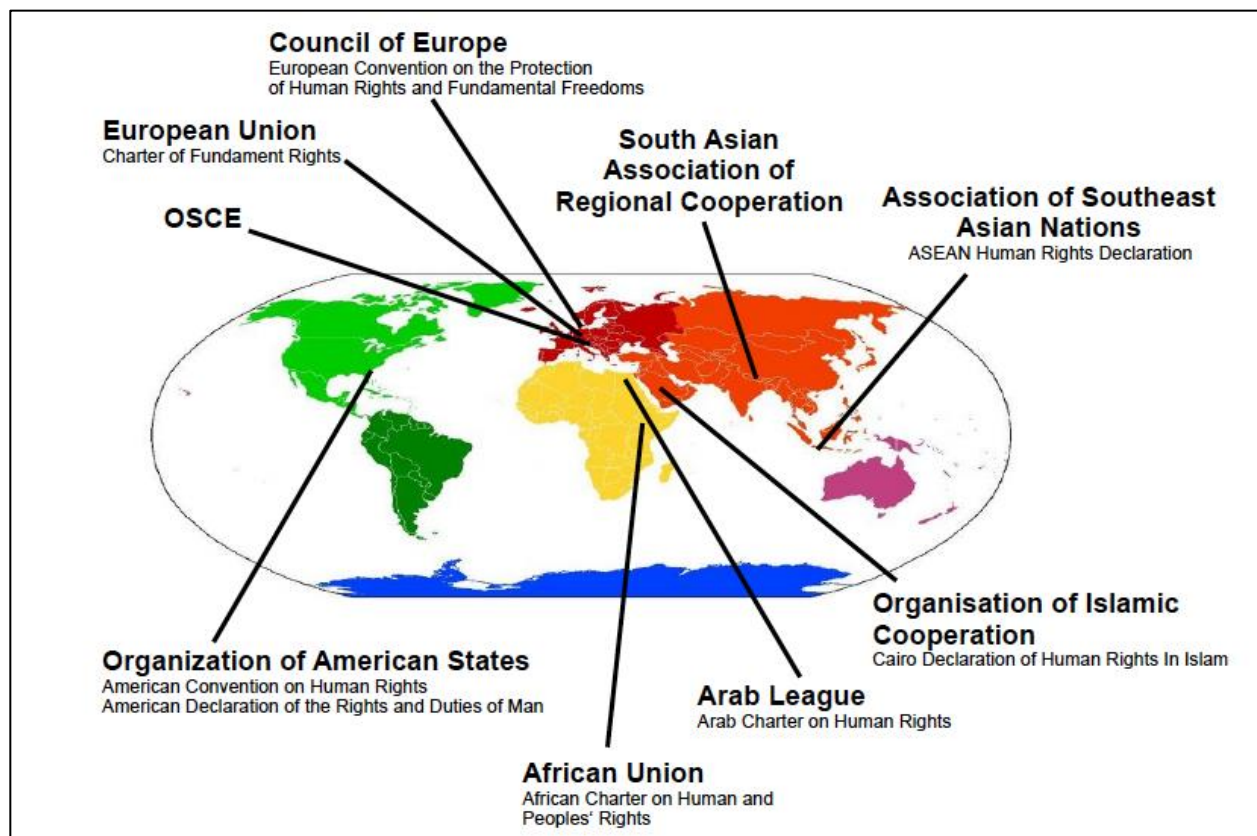 Council of Europe
European Convention on the Protection
of Human Rights and Fundamental Freedoms
European Union
Charter of Fundament Rights
OSCE
South Asian
Association of
Regional Cooperation
Association of Southeast
Asian Nations
ASEAN Human Rights Declaration
Organisation of Islamic
Cooperation
Cairo Declaration of Human Rights In Islam
Organization of American States
American Convention on Human Rights
American Declaration of the Rights and Duties of Man
Arab League
Arab Charter on Human Rights
African Union
African Charter on Human and
Peoples‘ Rights